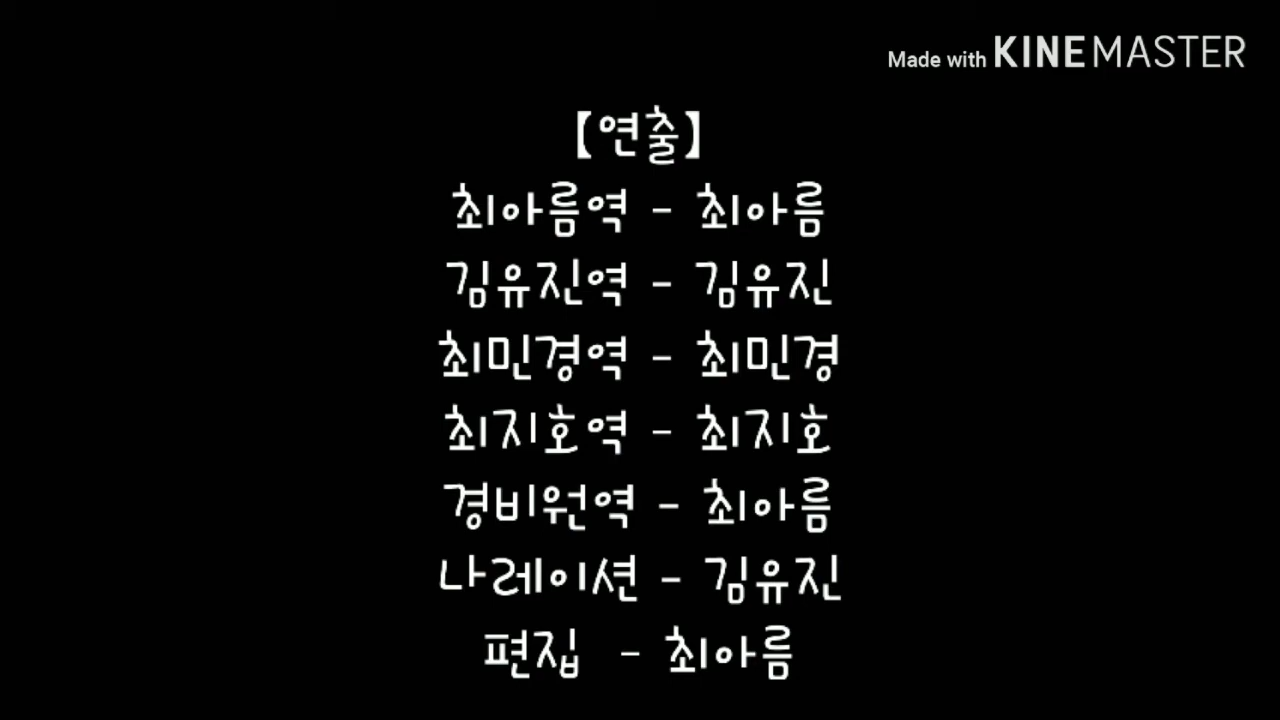 Made with KINEMASTER
【연출】
최아름역 - 최아름
김유진역 - 김유진
최민경역 - 최민경
최지호역 - 최지호
경비원역 - 최아름
나레이션 - 김유진
편집 - 최아름